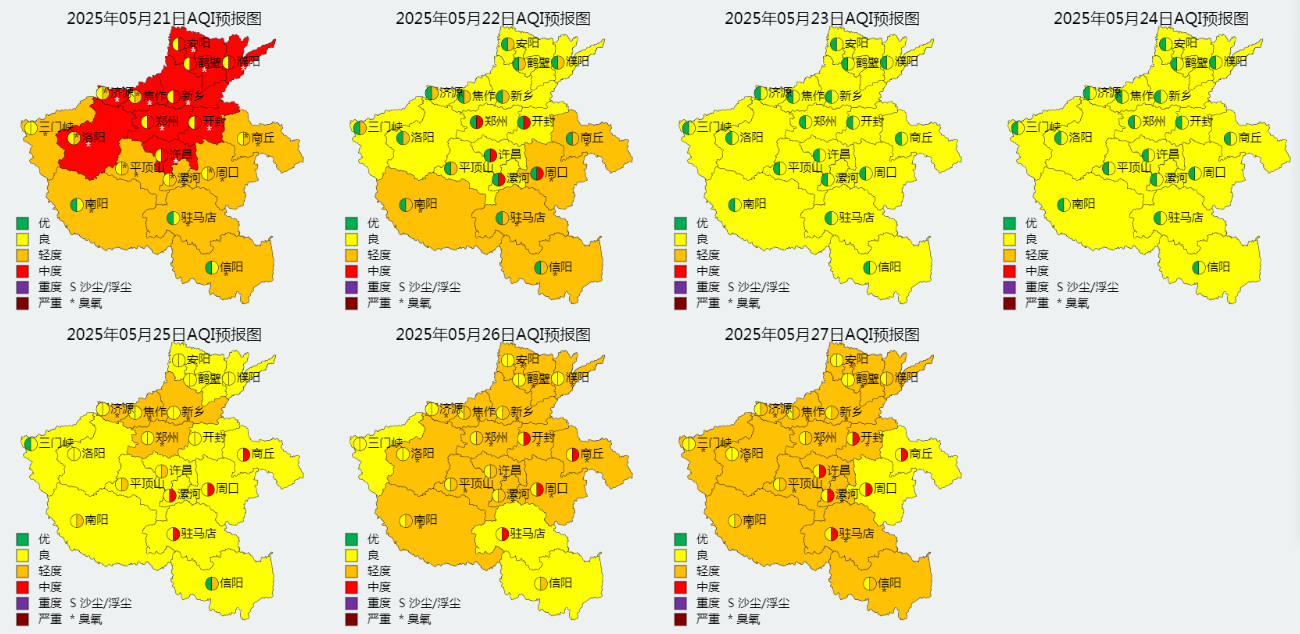 2025年05月21日AQI预报图
安阳
鹤壁
濮阳
济源
焦作
新乡
三门峡
洛阳
郑州
开封
商丘
许昌
平顶山
漯河
周口
南阳
驻马店
信阳
优
良
轻度
中度
重度 S 沙尘/浮尘
严重 * 臭氧
2025年05月22日AQI预报图
安阳
鹤壁
濮阳
济源
焦作
新乡
三门峡
洛阳
郑州
开封
商丘
许昌
平顶山
漯河
周口
南阳
驻马店
信阳
优
良
轻度
中度
重度 S 沙尘/浮尘
严重 * 臭氧
2025年05月23日AQI预报图
安阳
鹤壁
濮阳
济源
焦作
新乡
三门峡
洛阳
郑州
开封
商丘
许昌
平顶山
漯河
周口
南阳
驻马店
信阳
优
良
轻度
中度
重度 S 沙尘/浮尘
严重 * 臭氧
2025年05月24日AQI预报图
安阳
鹤壁
濮阳
济源
焦作
新乡
三门峡
洛阳
郑州
开封
商丘
许昌
平顶山
漯河
周口
南阳
驻马店
信阳
优
良
轻度
中度
重度 S 沙尘/浮尘
严重 * 臭氧
2025年05月25日AQI预报图
安阳
鹤壁
濮阳
济源
焦作
新乡
三门峡
洛阳
郑州
开封
商丘
许昌
平顶山
漯河
周口
南阳
驻马店
信阳
优
良
轻度
中度
重度 S 沙尘/浮尘
严重 * 臭氧
2025年05月26日AQI预报图
安阳
鹤壁
濮阳
济源
焦作
新乡
三门峡
洛阳
郑州
开封
商丘
许昌
平顶山
漯河
周口
南阳
驻马店
信阳
优
良
轻度
中度
重度 S 沙尘/浮尘
严重 * 臭氧
2025年05月27日AQI预报图
安阳
鹤壁
濮阳
济源
焦作
新乡
三门峡
洛阳
郑州
开封
商丘
许昌
平顶山
漯河
周口
南阳
驻马店
信阳
优
良
轻度
中度
重度 S 沙尘/浮尘
严重 * 臭氧